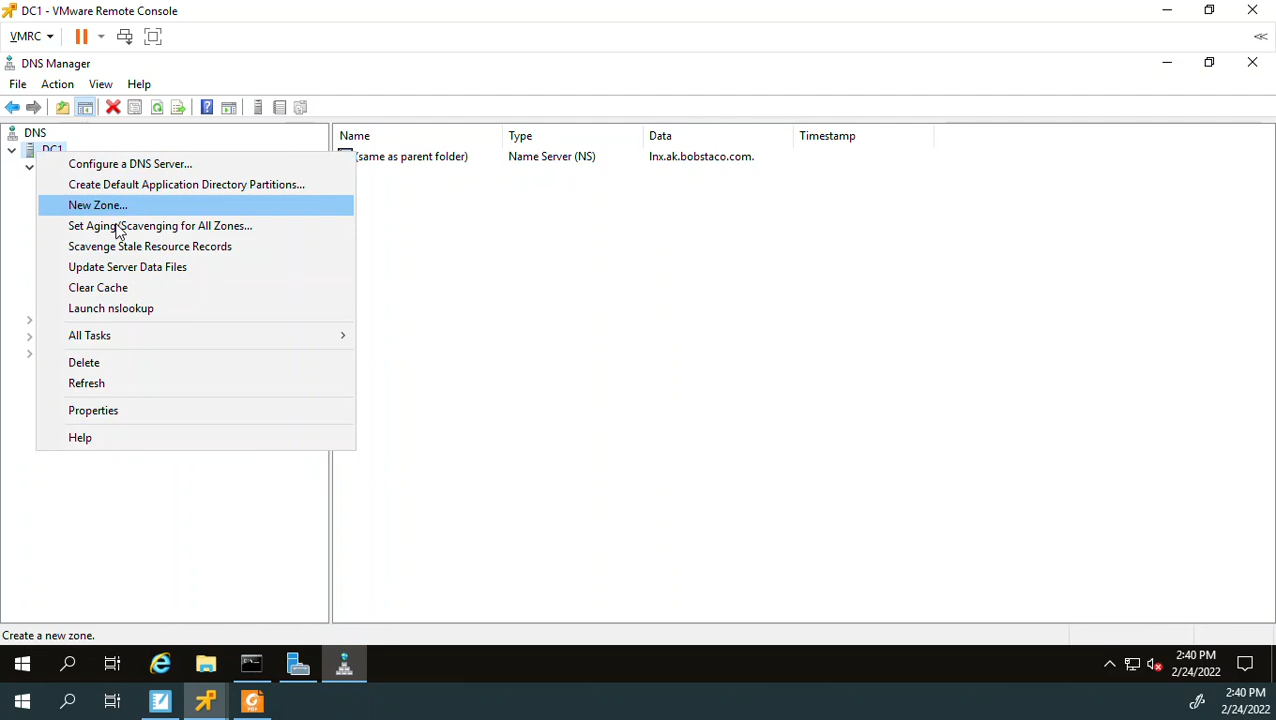 DC1 - VMware Remote Console
VMRC
DNS Manager
File Action View Help
DNS
DC1
Name Type Data Timestamp
(same as parent folder) Name Server (NS) lnx.ak.bobstaco.com.
Configure a DNS Server...
Create Default Application Directory Partitions...
New Zone...
Set Aging/Scavenging for All Zones...
Scavenge Stale Resource Records
Update Server Data Files
Clear Cache
Launch nslookup
All Tasks
Delete
Refresh
Properties
Help
Create a new zone.
2:40 PM
2/24/2022
2:40 PM
2/24/2022